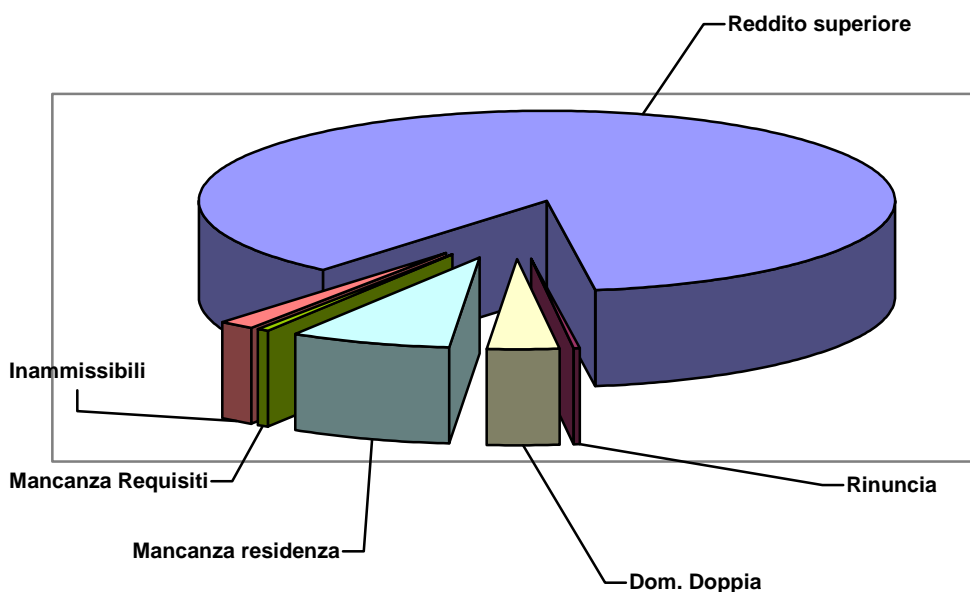 Reddito superiore
Inammissibili
Mancanza Requisiti
Rinuncia
Mancanza residenza
Dom. Doppia